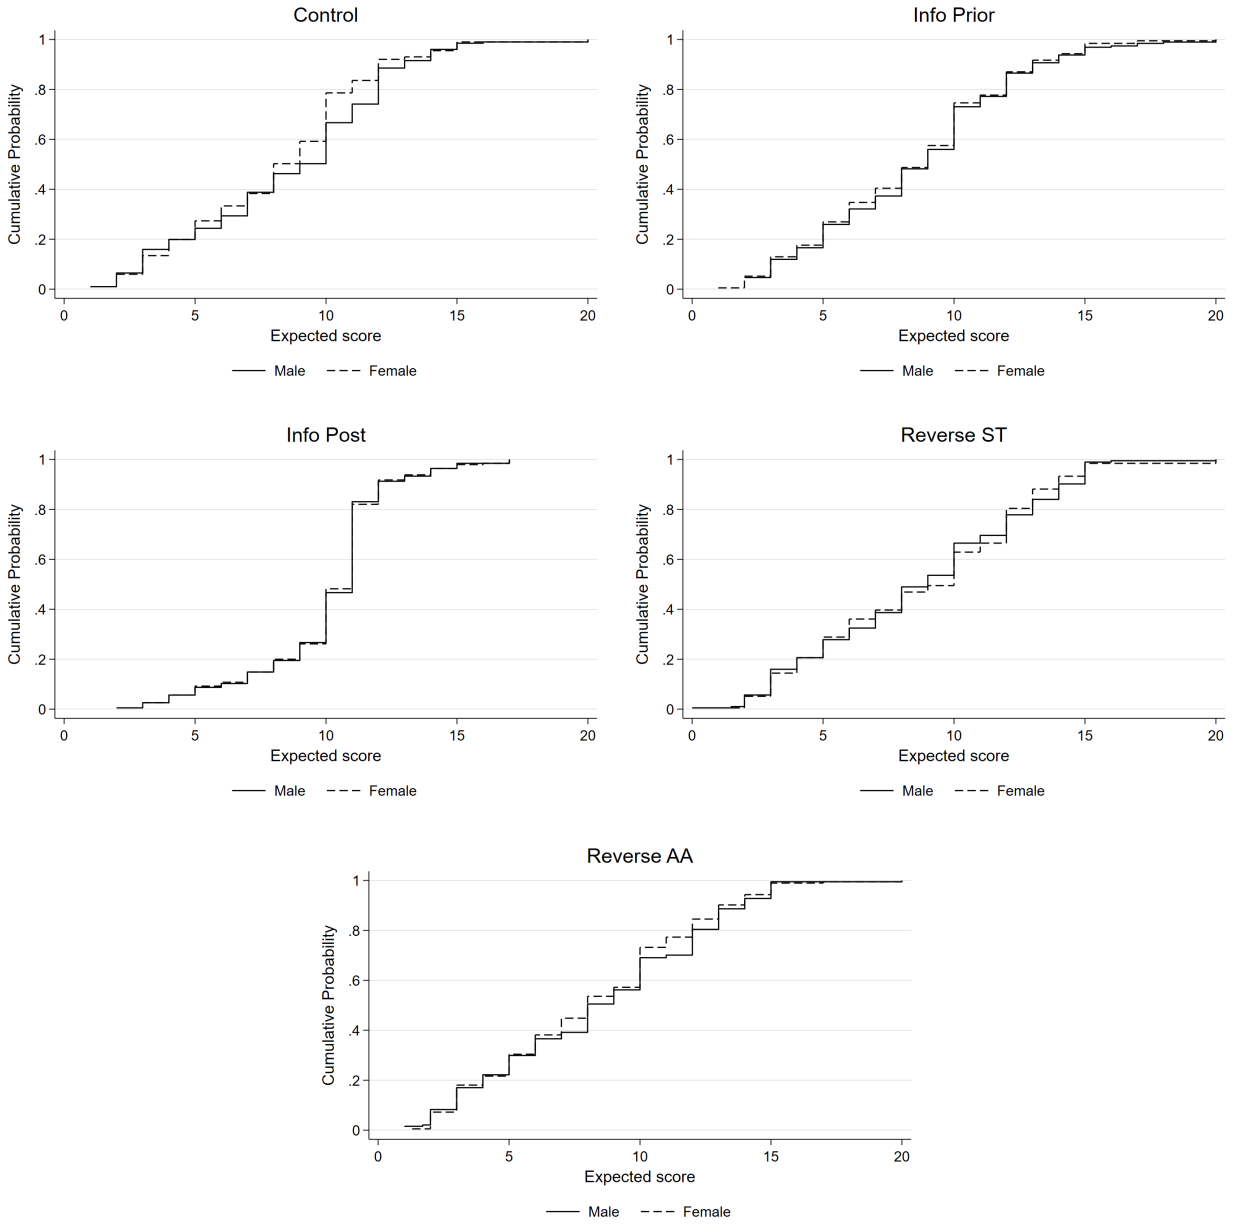 Control
Cumulative Probability
1
.8
.6
.4
.2
0
0 5 10 15 20
Expected score
Male Female
Info Prior
Cumulative Probability
1
.8
.6
.4
.2
0
0 5 10 15 20
Expected score
Male Female
Info Post
Cumulative Probability
1
.8
.6
.4
.2
0
0 5 10 15 20
Expected score
Male Female
Reverse ST
Cumulative Probability
1
.8
.6
.4
.2
0
0 5 10 15 20
Expected score
Male Female
Reverse AA
Cumulative Probability
1
.8
.6
.4
.2
0
0 5 10 15 20
Expected score
Male Female